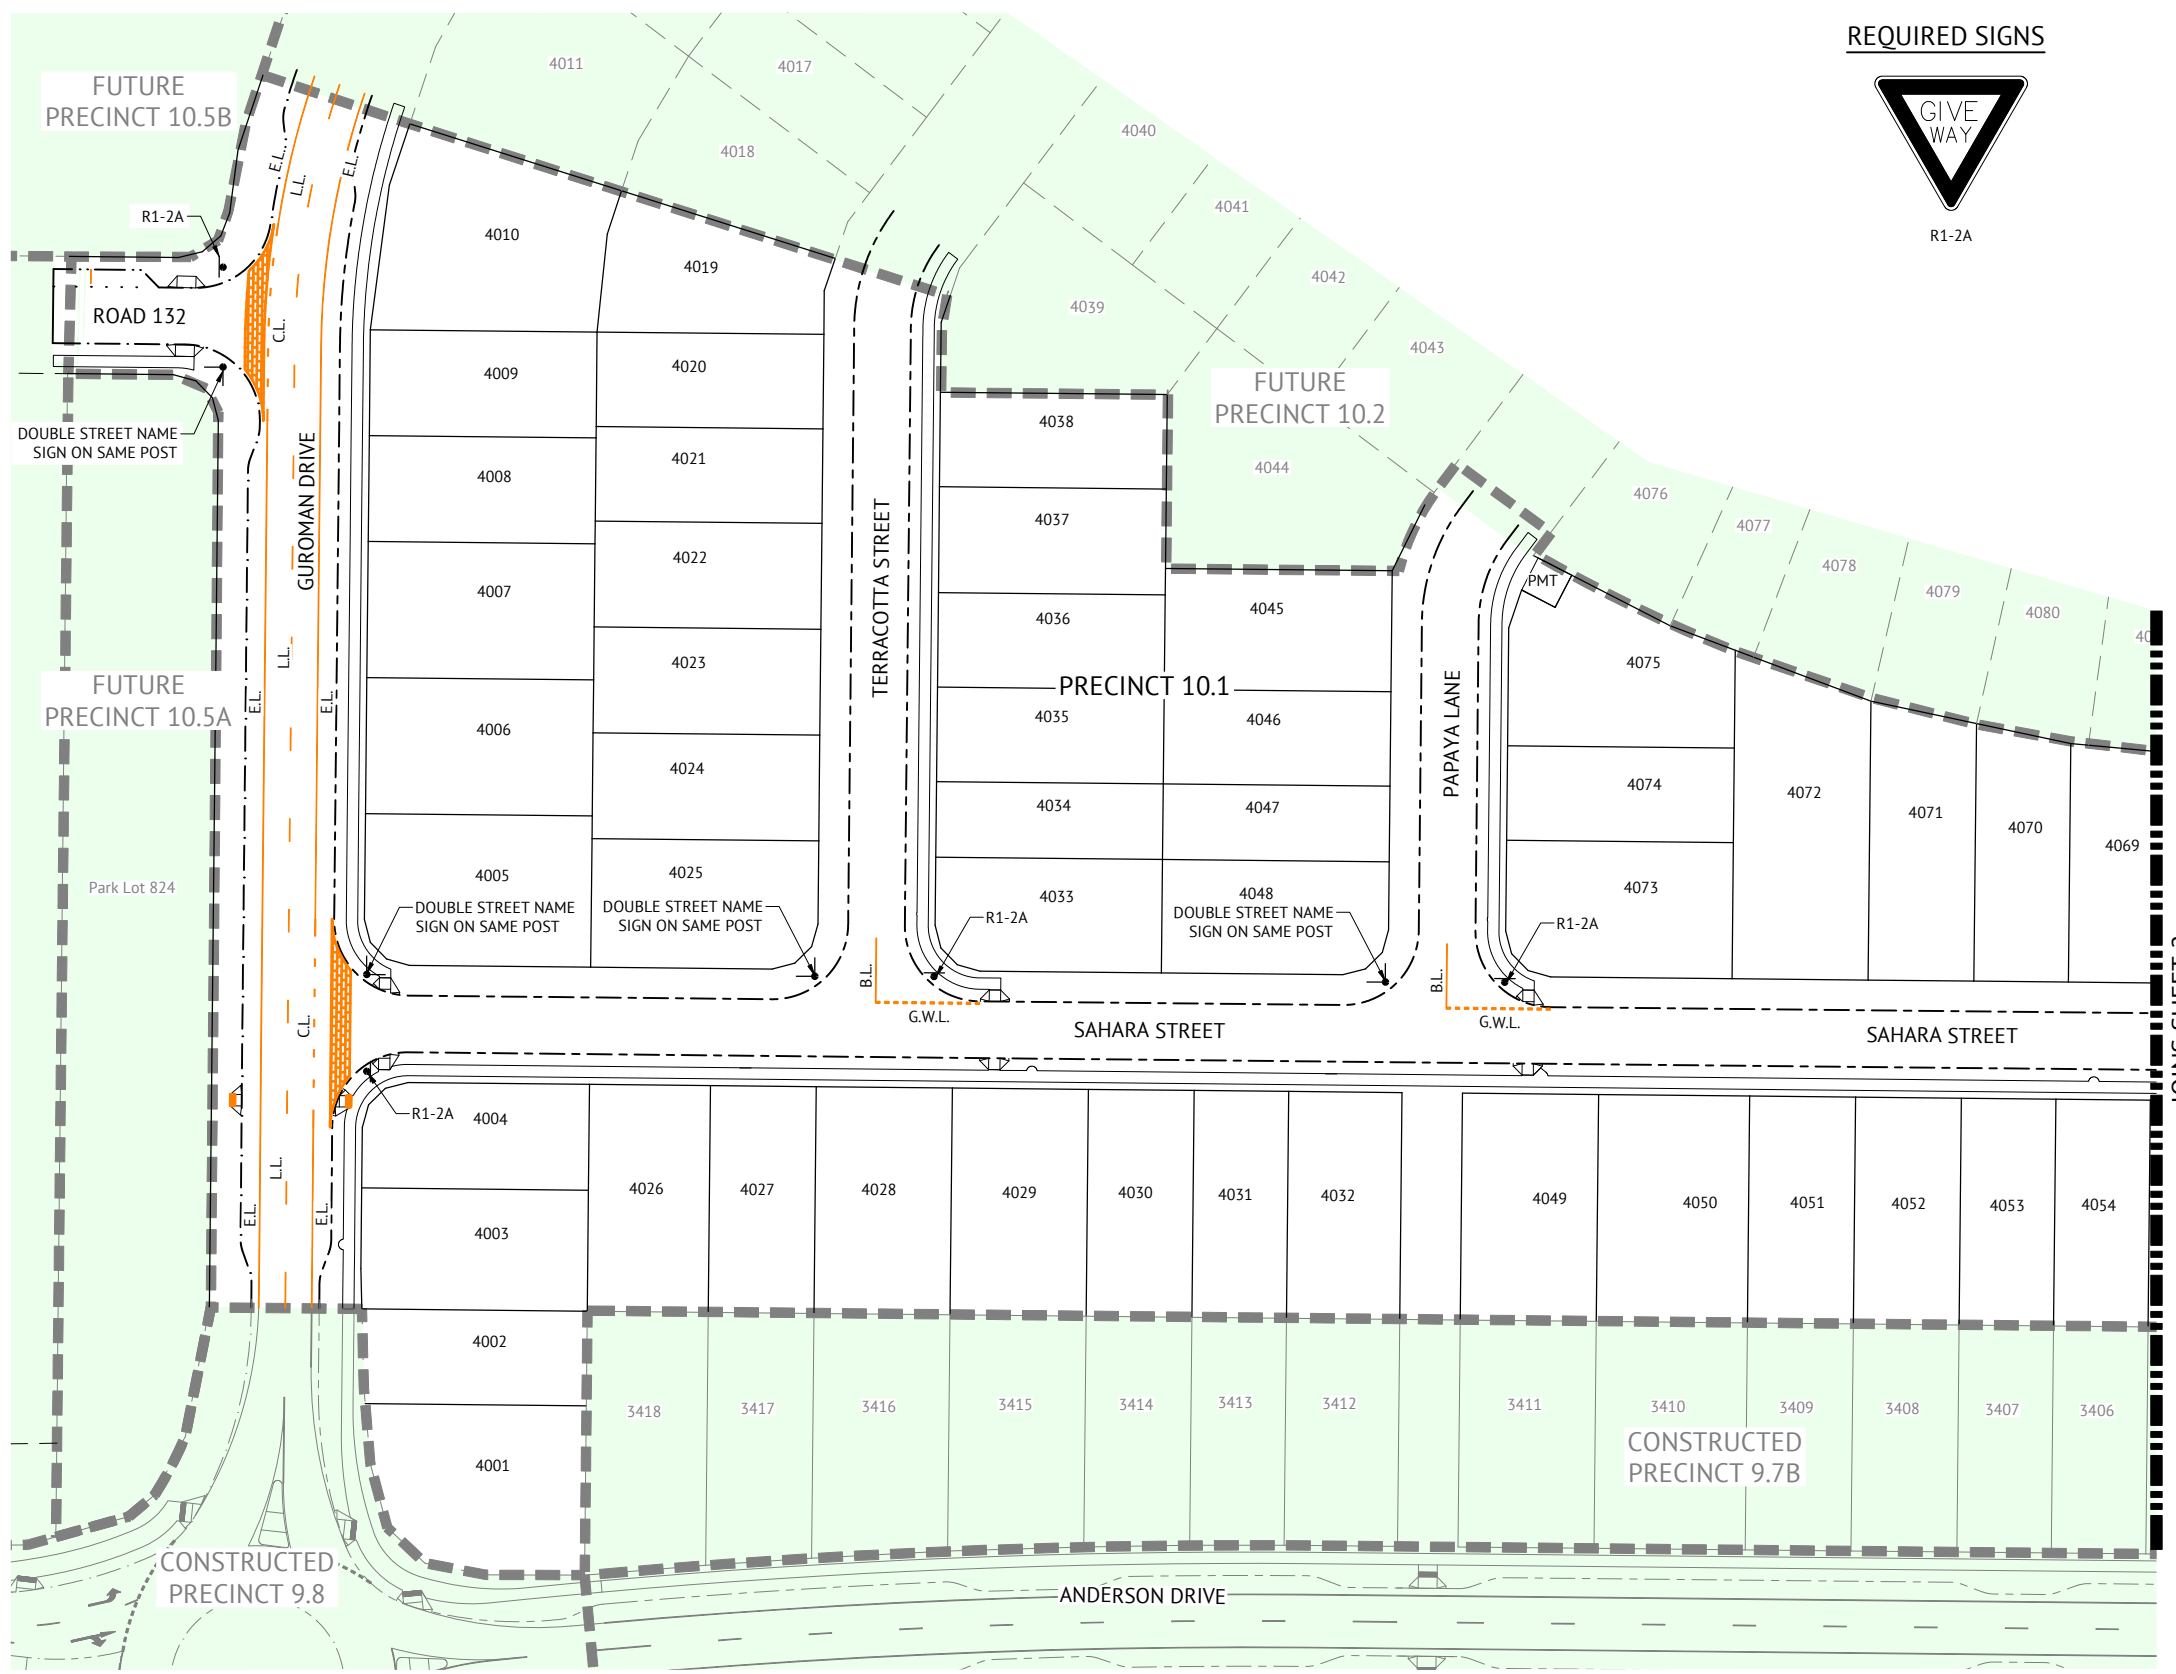 REQUIRED SIGNS
GIVE
WAY
R1-2A
FUTURE
PRECINCT 10.5B
4011
4017
4018
4040
4041
4042
4043
4039
R1-2A
E.L.
L.L.
E.L.
4010
4019
ROAD 132
C.L.
4009
4020
FUTURE
PRECINCT 10.2
4038
4044
DOUBLE STREET NAME
SIGN ON SAME POST
GUROMAN DRIVE
4008
4021
4037
4076
4077
4078
4079
4080
TERRACOTTA STREET
4007
4022
4036
4045
PMT
L.L.
E.L.
E.L.
4023
4075
FUTURE
PRECINCT 10.5A
PRECINCT 10.1
4006
4035
4046
PAPAYA LANE
4024
4034
4047
4074
4072
4071
4070
4069
Park Lot 824
4005
4025
4033
4048
4073
DOUBLE STREET NAME
SIGN ON SAME POST
DOUBLE STREET NAME
SIGN ON SAME POST
R1-2A
DOUBLE STREET NAME
SIGN ON SAME POST
R1-2A
B.L.
B.L.
C.L.
G.W.L.
G.W.L.
SAHARA STREET
SAHARA STREET
R1-2A
4004
L.L.
E.L.
E.L.
4026
4027
4028
4029
4030
4031
4032
4049
4050
4051
4052
4053
4054
4003
4002
3418
3417
3416
3415
3414
3413
3412
3411
3410
3409
3408
3407
3406
CONSTRUCTED
PRECINCT 9.7B
4001
CONSTRUCTED
PRECINCT 9.8
ANDERSON DRIVE